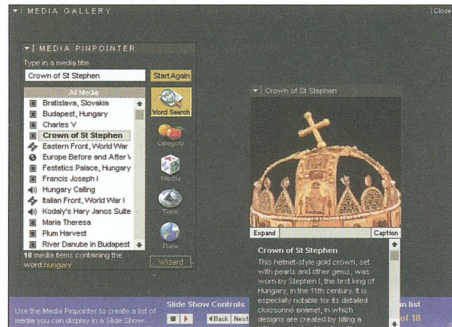 MEDIA GALLERY
Close
MEDIA PINPOINTER
Type in a media title
Crown of St Stephen
Start Again
All Media
Bratislava, Slovakia
Budapest, Hungary
Charles V
Crown of St Stephen
Eastern Front, World War
Europe Before and After V
Festetics Palace, Hungary
Francis Joseph I
Hungary Calling
Italian Front, World War I
Kodaly's Hary Janos Suite
Maria Theresa
Plum Harvest
River Danube in Budapest
16 media items containing the
word hungary.
Word Search
Category
Media
Time
Place
Wizard
Crown of St Stephen
Expand
Caption
Crown of St Stephen
This helmet-style gold crown, set
with pearls and other gems, was
worn by Stephen I, the first king of
Hungary, in the 11th century. It is
especially notable for its detailed
cloisonné enamel, in which
designs are created by filling a
Use the Media Pinpointer to create a list of
media you can display in a Slide Show.
Slide Show Controls
Back
Next
in list
of 18